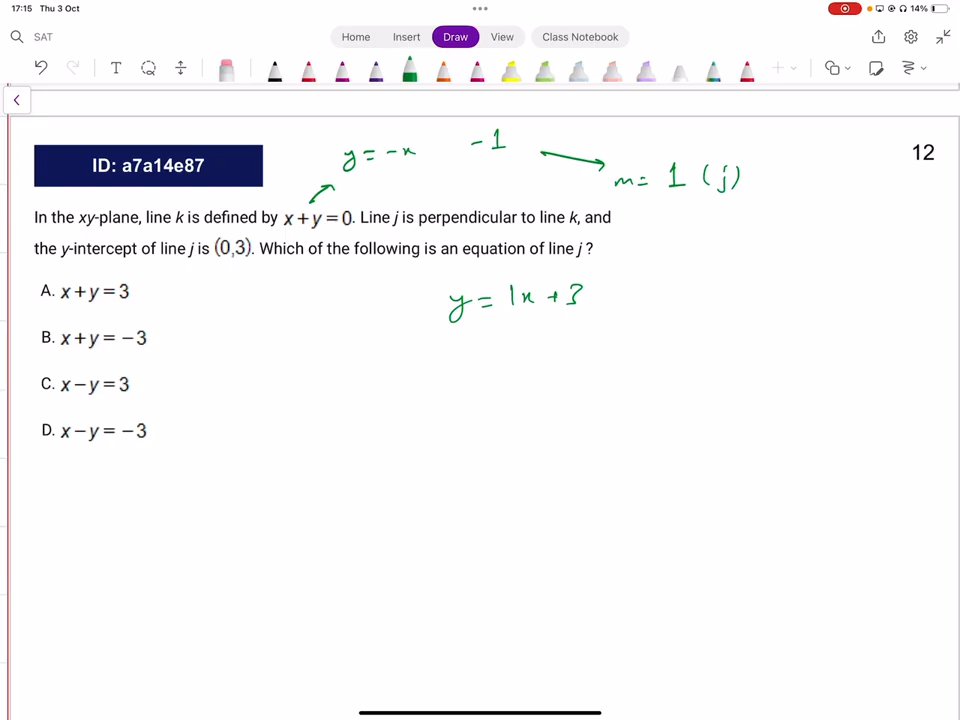 17:15 Thu 3 Oct
14%
SAT
Home Insert Draw View Class Notebook
T
y = -x -1
m = 1 (j)
ID: a7a14e87
12
In the xy-plane, line k is defined by x + y = 0. Line j is perpendicular to line k, and
the y-intercept of line j is (0,3). Which of the following is an equation of line j ?
A. x + y = 3
y = 1x + 3
B. x + y = −3
C. x − y = 3
D. x − y = −3